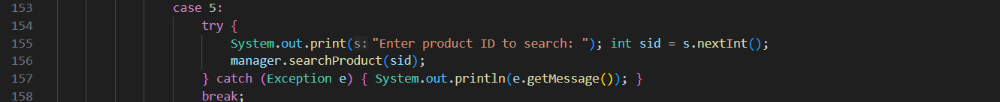 153 case 5:
154 try {
155 System.out.print(s: "Enter product ID to search: "); int sid = s.nextInt();
156 manager.searchProduct(sid);
157 } catch (Exception e) { System.out.println(e.getMessage()); }
158 break;